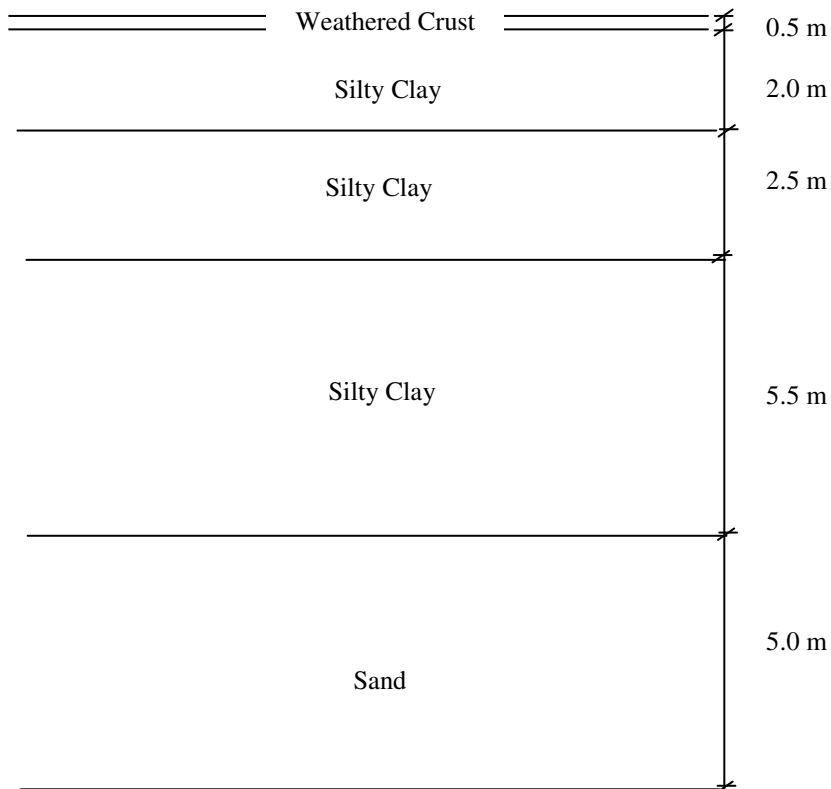 Weathered Crust
0.5 m
Silty Clay
2.0 m
Silty Clay
2.5 m
Silty Clay
5.5 m
Sand
5.0 m